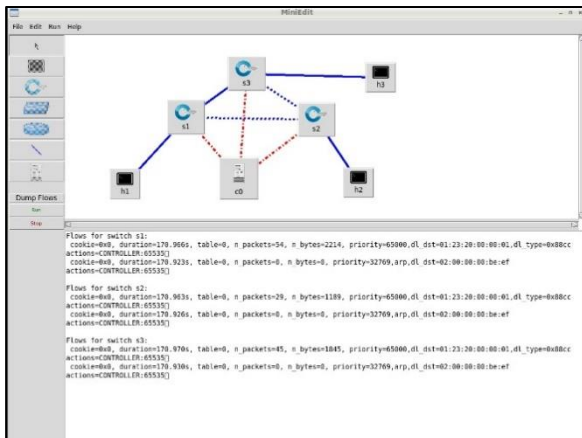 MiniEdit
File Edit Run Help
s3
h3
s1
s2
h1
c0
h2
Dump Flows
Run
Stop
Flows for switch s1:
cookie=0x0, duration=170.966s, table=0, n_packets=54, n_bytes=2214, priority=65000,dl_dst=01:23:20:00:00:01,dl_type=0x88cc
actions=CONTROLLER:65535
cookie=0x0, duration=170.923s, table=0, n_packets=0, n_bytes=0, priority=32769,arp,dl_dst=02:00:00:00:be:ef
actions=CONTROLLER:65535
Flows for switch s2:
cookie=0x0, duration=170.963s, table=0, n_packets=29, n_bytes=1189, priority=65000,dl_dst=01:23:20:00:00:01,dl_type=0x88cc
actions=CONTROLLER:65535
cookie=0x0, duration=170.926s, table=0, n_packets=0, n_bytes=0, priority=32769,arp,dl_dst=02:00:00:00:be:ef
actions=CONTROLLER:65535
Flows for switch s3:
cookie=0x0, duration=170.970s, table=0, n_packets=45, n_bytes=1845, priority=65000,dl_dst=01:23:20:00:00:01,dl_type=0x88cc
actions=CONTROLLER:65535
cookie=0x0, duration=170.930s, table=0, n_packets=0, n_bytes=0, priority=32769,arp,dl_dst=02:00:00:00:be:ef
actions=CONTROLLER:65535